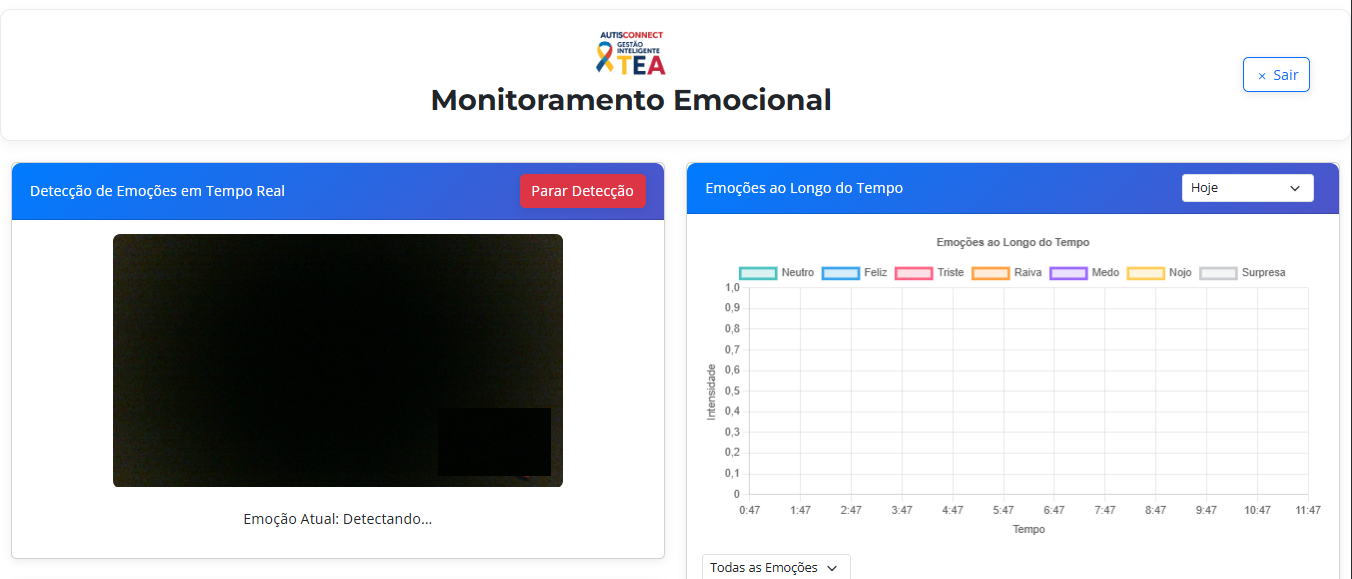 AUTISCONNECT
GESTÃO
INTELIGENTE
TEA
Monitoramento Emocional
× Sair
Detecção de Emoções em Tempo Real
Parar Detecção
Emoção Atual: Detectando...
Emoções ao Longo do Tempo
Hoje
Emoções ao Longo do Tempo
Neutro Feliz Triste Raiva Medo Nojo Surpresa
Intensidade
1,0
0,9
0,8
0,7
0,6
0,5
0,4
0,3
0,2
0,1
0
0:47 1:47 2:47 3:47 4:47 5:47 6:47 7:47 8:47 9:47 10:47 11:47
Tempo
Todas as Emoções